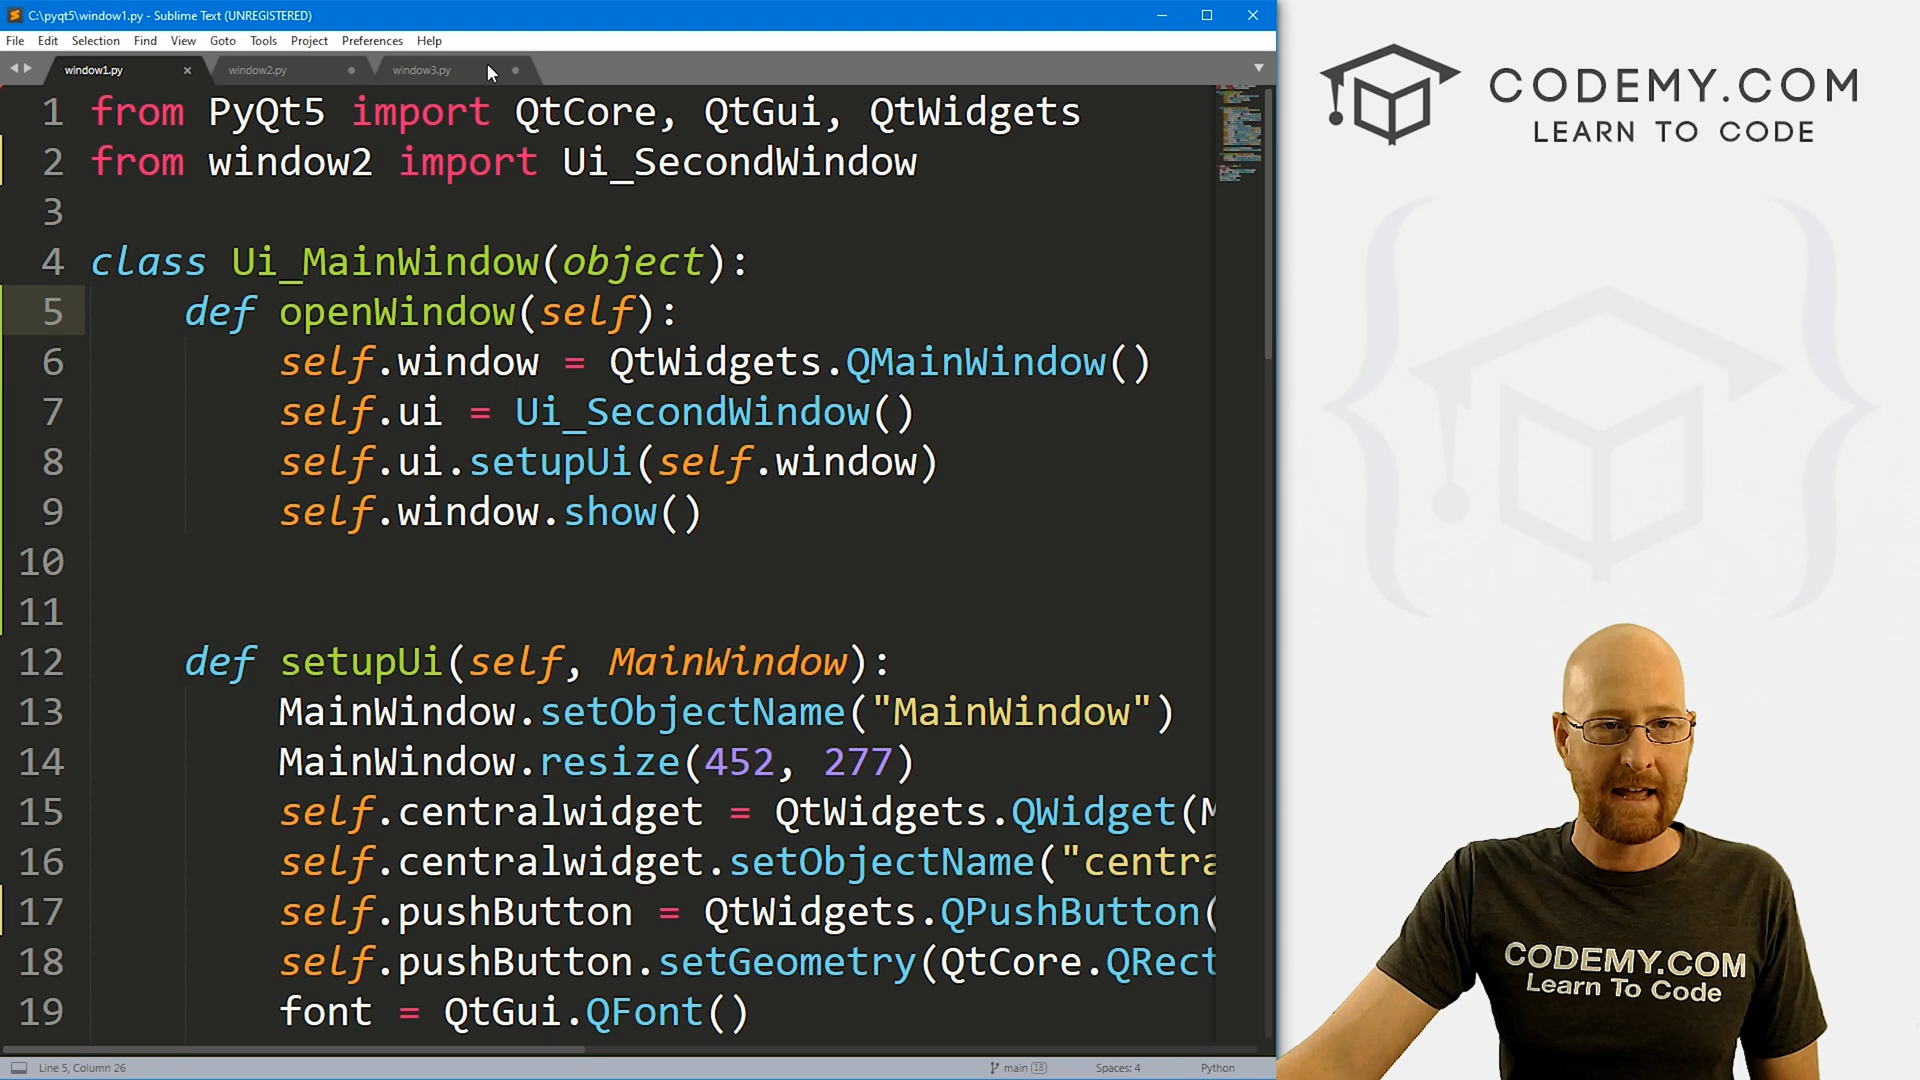 C:\pyqt5\window1.py - Sublime Text (UNREGISTERED)
File Edit Selection Find View Goto Tools Project Preferences Help
window1.py window2.py window3.py
1 from PyQt5 import QtCore, QtGui, QtWidgets
2 from window2 import Ui_SecondWindow
3
4 class Ui_MainWindow(object):
5 def openWindow(self):
6 self.window = QtWidgets.QMainWindow()
7 self.ui = Ui_SecondWindow()
8 self.ui.setupUi(self.window)
9 self.window.show()
10
11
12 def setupUi(self, MainWindow):
13 MainWindow.setObjectName("MainWindow")
14 MainWindow.resize(452, 277)
15 self.centralwidget = QtWidgets.QWidget(M
16 self.centralwidget.setObjectName("centra
17 self.pushButton = QtWidgets.QPushButton(
18 self.pushButton.setGeometry(QtCore.QRect
19 font = QtGui.QFont()
Line 5, Column 26 main 18 Spaces: 4 Python
CODEMY.COM
LEARN TO CODE
CODEMY.COM
Learn To Code